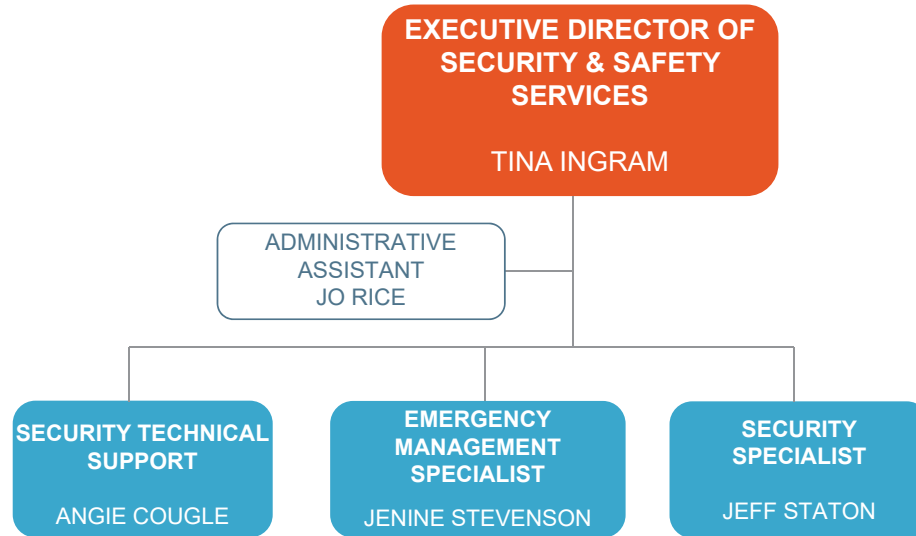 EXECUTIVE DIRECTOR OF
SECURITY & SAFETY
SERVICES
TINA INGRAM
ADMINISTRATIVE
ASSISTANT
JO RICE
SECURITY TECHNICAL
SUPPORT
ANGIE COUGLE
EMERGENCY
MANAGEMENT
SPECIALIST
JENINE STEVENSON
SECURITY
SPECIALIST
JEFF STATON